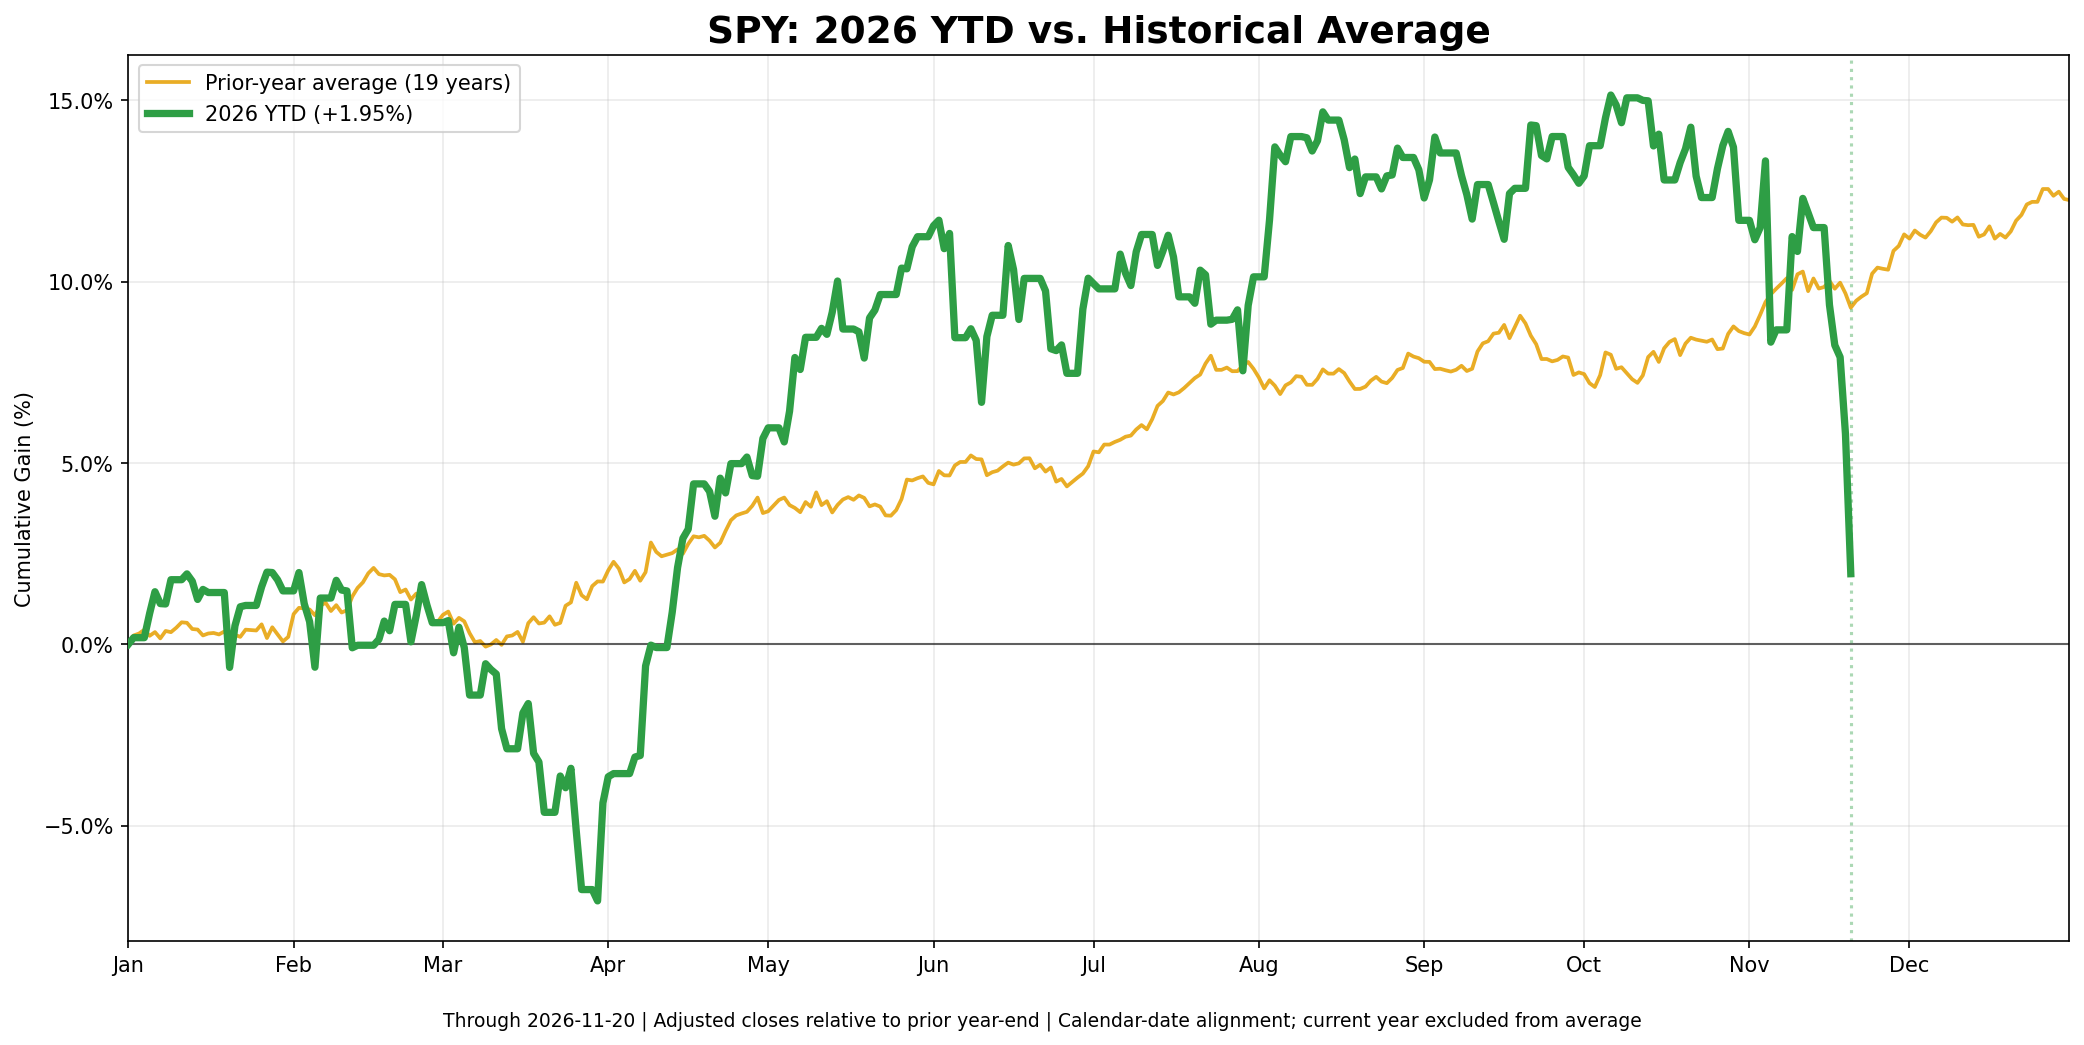 SPY: 2026 YTD vs. Historical Average
Prior-year average (19 years)
2026 YTD (+1.95%)
15.0%
10.0%
5.0%
0.0%
−5.0%
Cumulative Gain (%)
Jan Feb Mar Apr May Jun Jul Aug Sep Oct Nov Dec
Through 2026-11-20 | Adjusted closes relative to prior year-end | Calendar-date alignment; current year excluded from average